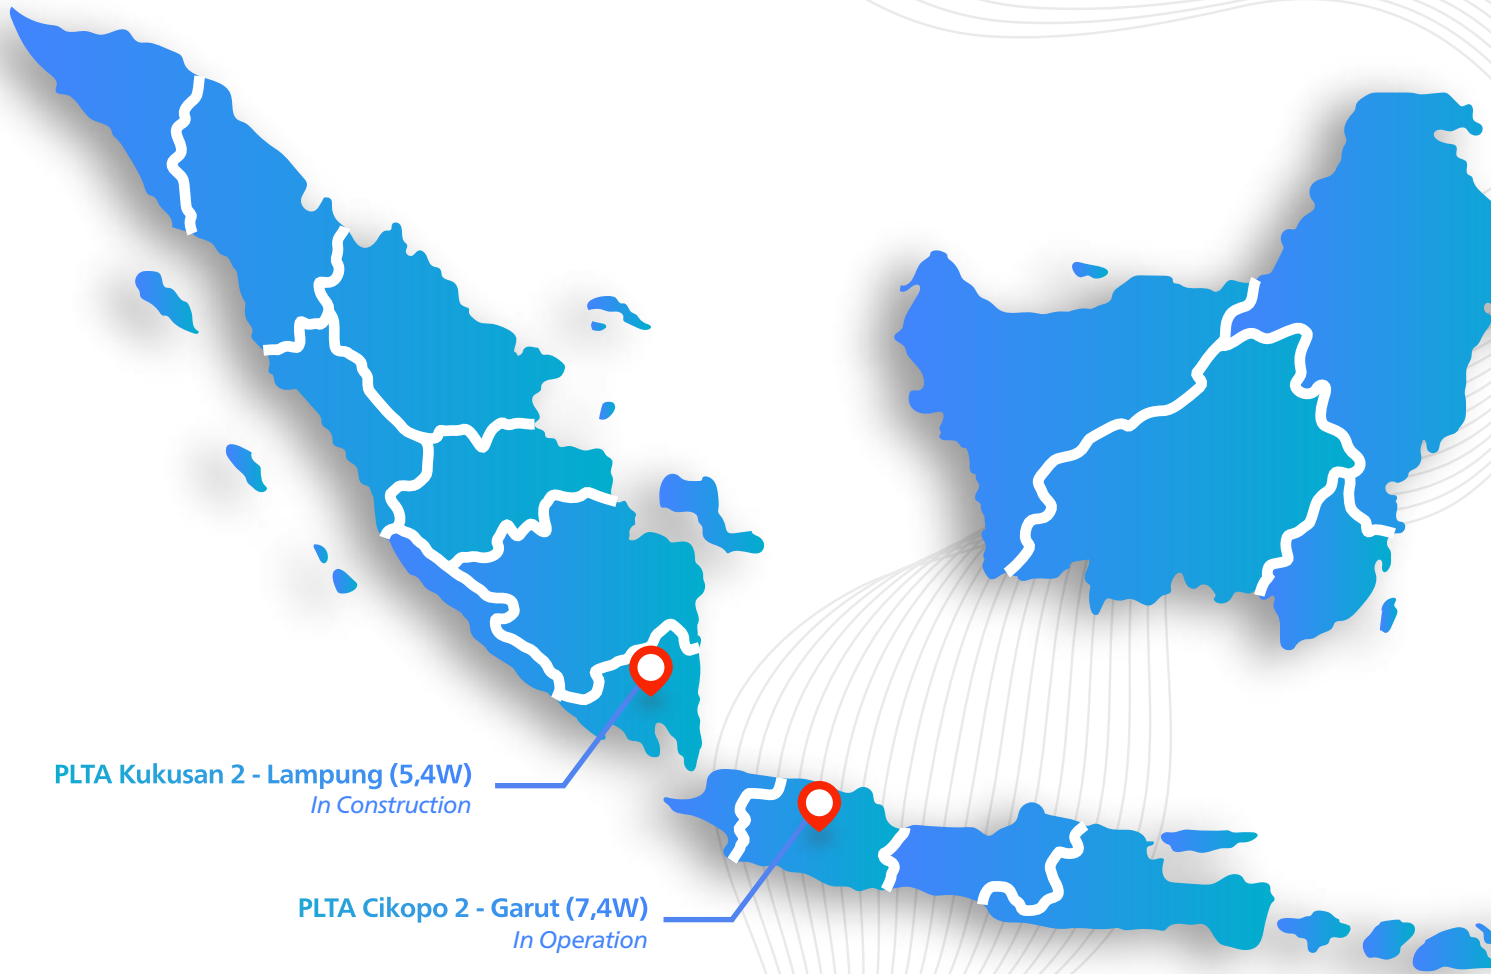 PLTA Kukusan 2 - Lampung (5,4W)
In Construction
PLTA Cikopo 2 - Garut (7,4W)
In Operation